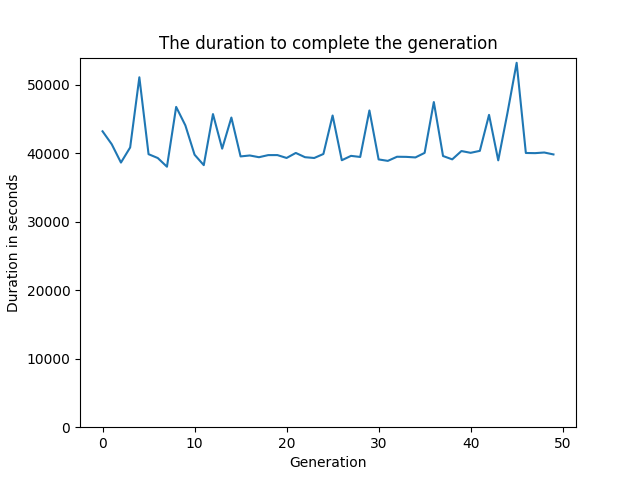 The duration to complete the generation
50000
40000
30000
20000
10000
0
Duration in seconds
0 10 20 30 40 50
Generation